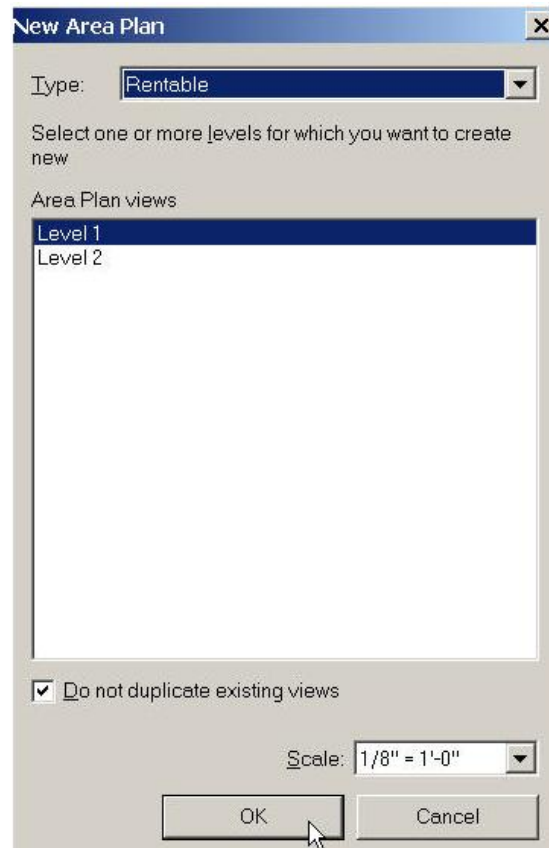 New Area Plan
Type: Rentable
Select one or more levels for which you want to create
new
Area Plan views
Level 1
Level 2
Do not duplicate existing views
Scale: 1/8" = 1'-0"
OK Cancel